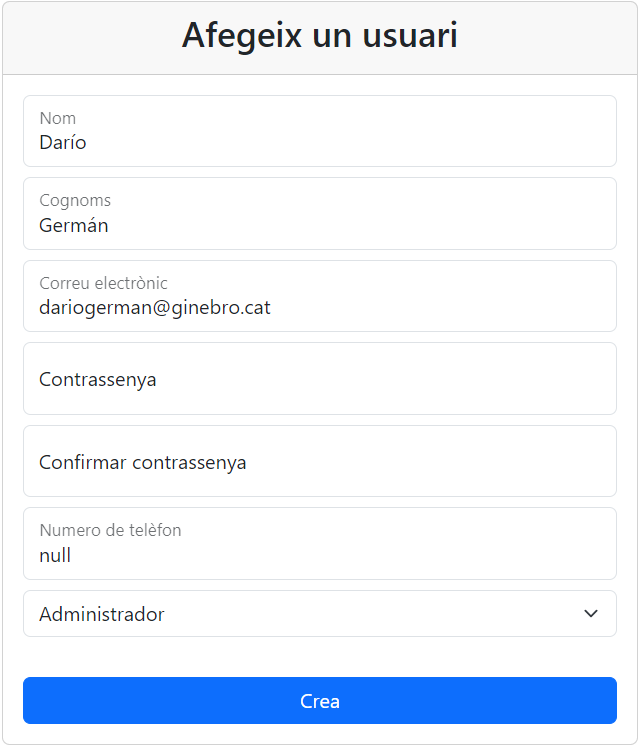 Afegeix un usuari
Nom
Darío
Cognoms
Germán
Correu electrònic
dariogerman@ginebro.cat
Contrassenya
Confirmar contrassenya
Numero de telèfon
null
Administrador
Crea